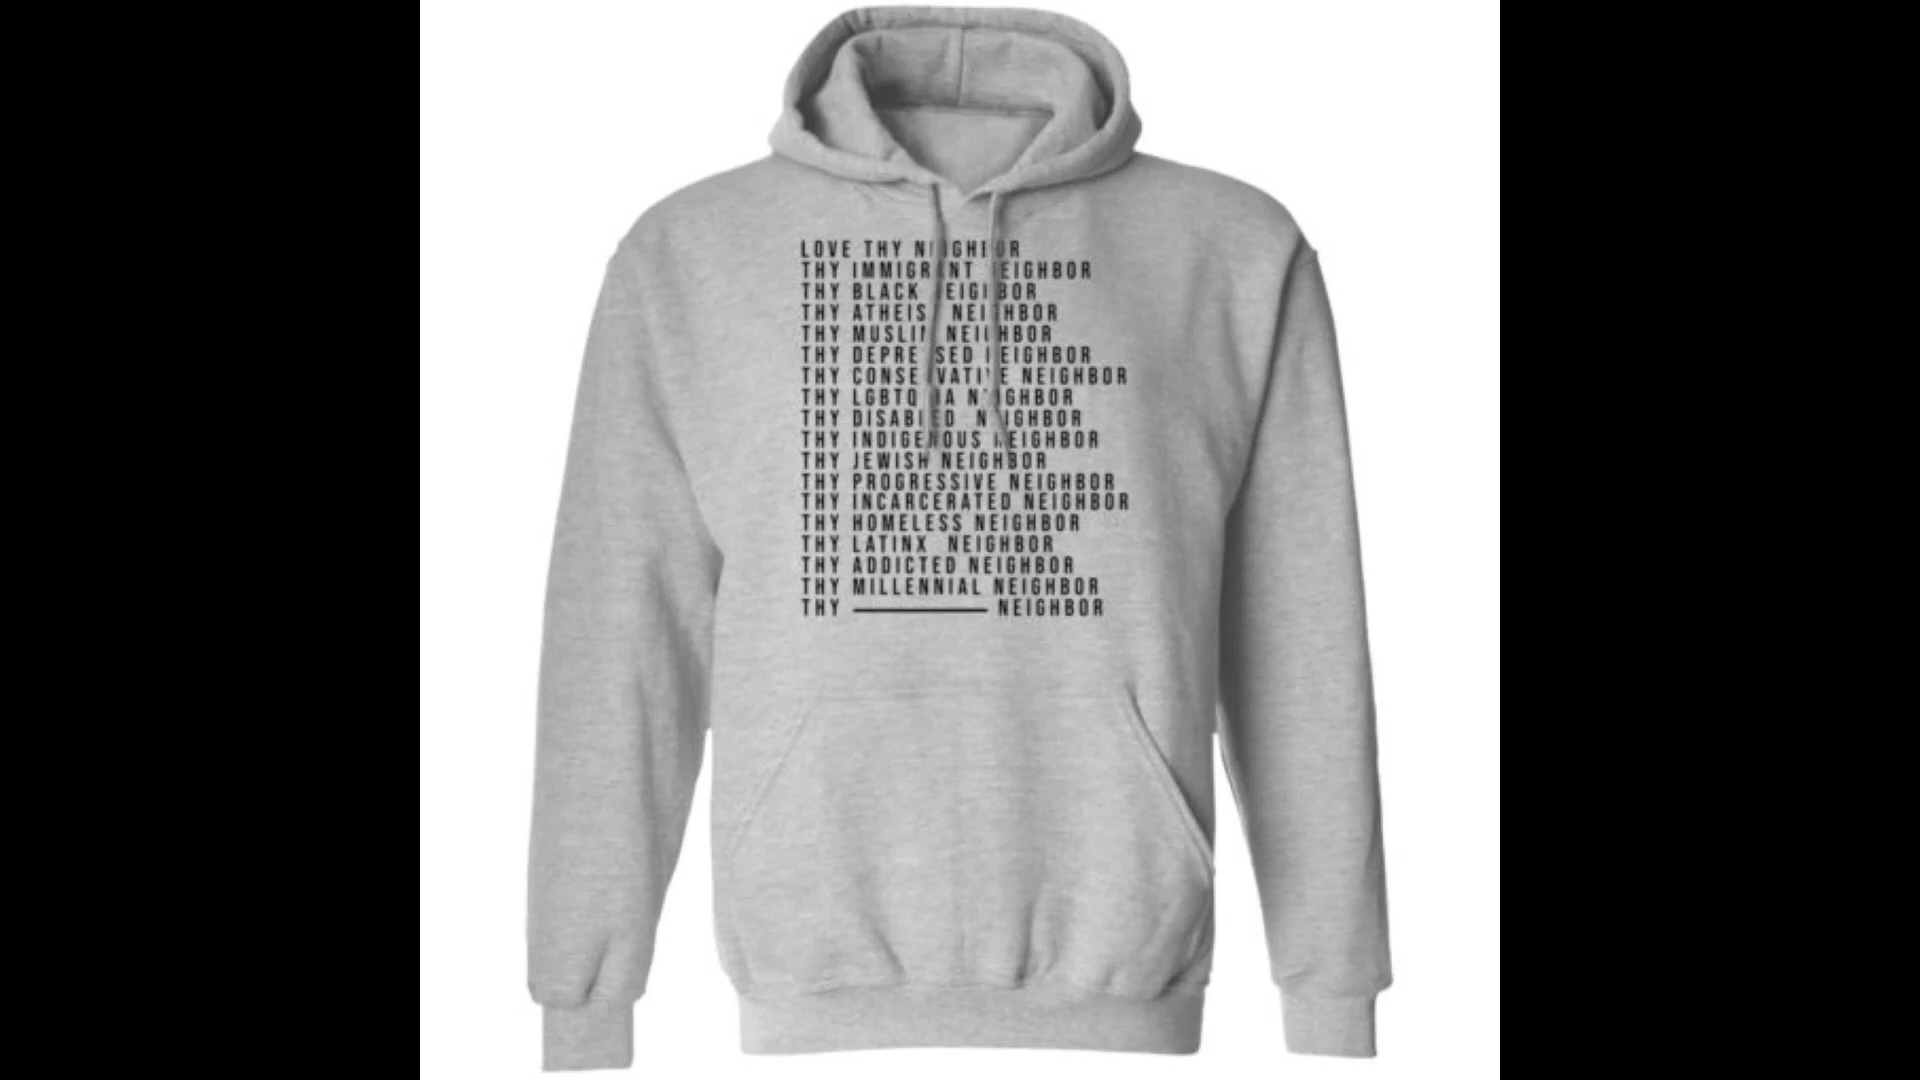 LOVE THY NEIGHBOR
THY IMMIGRANT NEIGHBOR
THY BLACK NEIGHBOR
THY ATHEIST NEIGHBOR
THY MUSLIM NEIGHBOR
THY DEPRESSED NEIGHBOR
THY CONSERVATIVE NEIGHBOR
THY LGBTQIA NEIGHBOR
THY DISABLED NEIGHBOR
THY INDIGENOUS NEIGHBOR
THY JEWISH NEIGHBOR
THY PROGRESSIVE NEIGHBOR
THY INCARCERATED NEIGHBOR
THY HOMELESS NEIGHBOR
THY LATINX NEIGHBOR
THY ADDICTED NEIGHBOR
THY MILLENNIAL NEIGHBOR
THY ________ NEIGHBOR